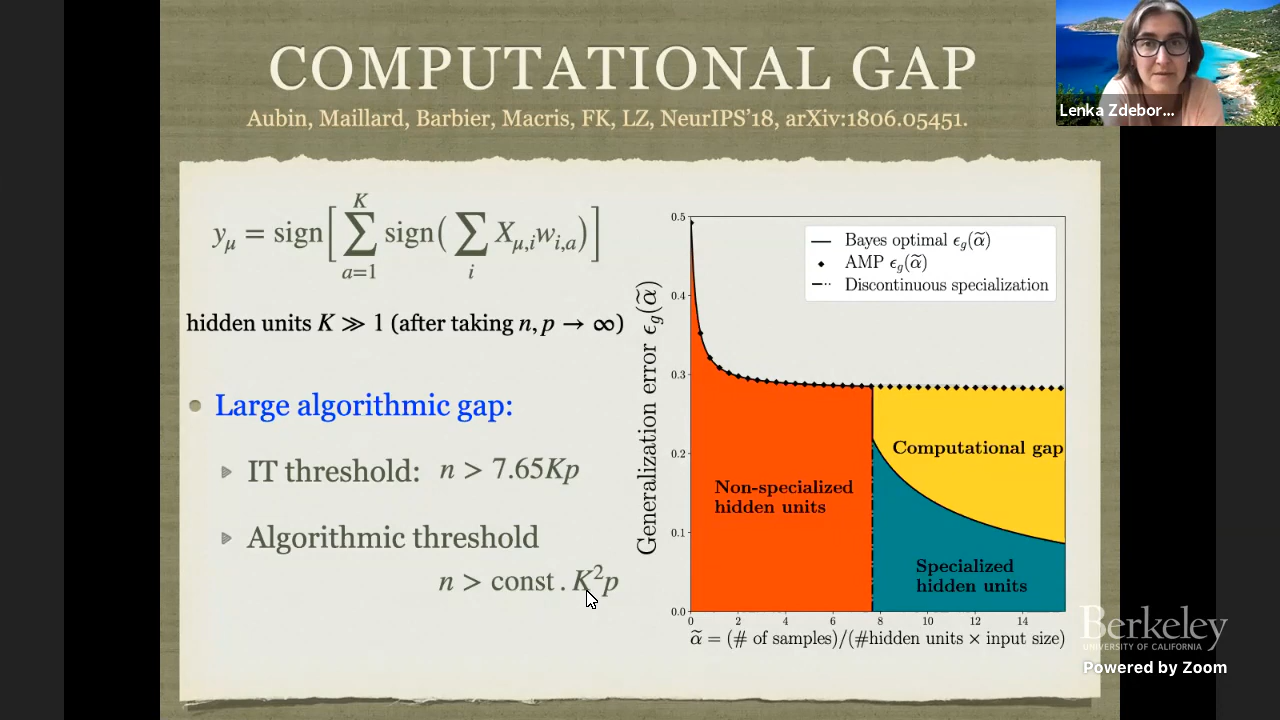 COMPUTATIONAL GAP
Aubin, Maillard, Barbier, Macris, FK, LZ, NeurIPS'18, arXiv:1806.05451.
Lenka Zdebor...
y_μ = sign[ ∑_{a=1}^{K} sign( ∑_i X_{μ,i} w_{i,a} ) ]
hidden units K ≫ 1 (after taking n, p → ∞)
Large algorithmic gap:
IT threshold: n > 7.65Kp
Algorithmic threshold
n > const . K²p
Generalization error ϵ_g(α̃)
0.5
0.4
0.3
0.2
0.1
0.0
Bayes optimal ϵ_g(α̃)
AMP ϵ_g(α̃)
Discontinuous specialization
Computational gap
Non-specialized
hidden units
Specialized
hidden units
0 2 4 6 8 10 12 14
α̃ = (# of samples)/(#hidden units × input size)
Berkeley
UNIVERSITY OF CALIFORNIA
Powered by Zoom